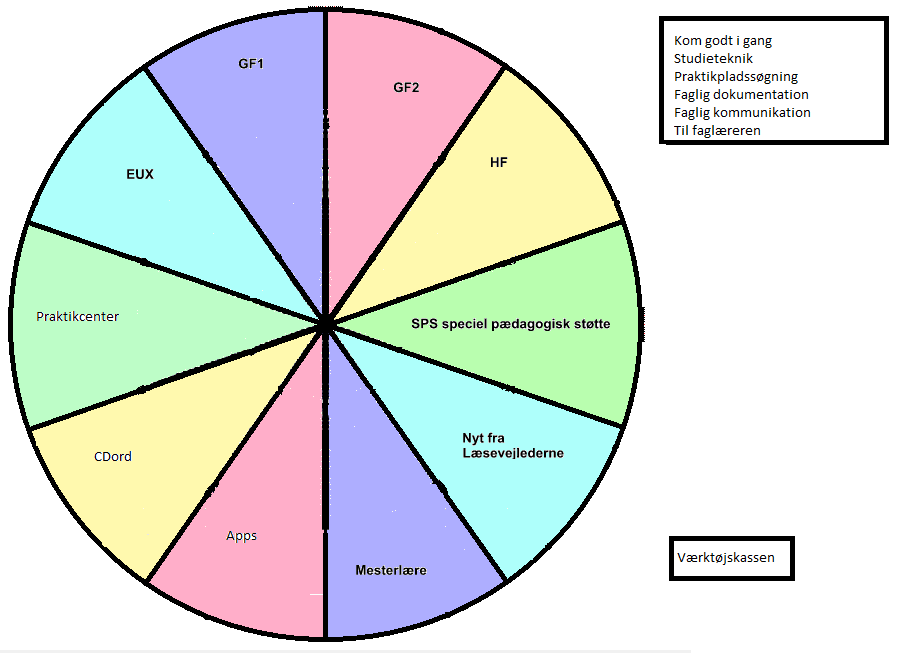 GF1
GF2
HF
EUX
SPS speciel pædagogisk støtte
Praktikcenter
Nyt fra
Læsevejlederne
CDord
Apps
Mesterlære
Kom godt i gang
Studieteknik
Praktikpladssøgning
Faglig dokumentation
Faglig kommunikation
Til faglæreren
Værktøjskassen